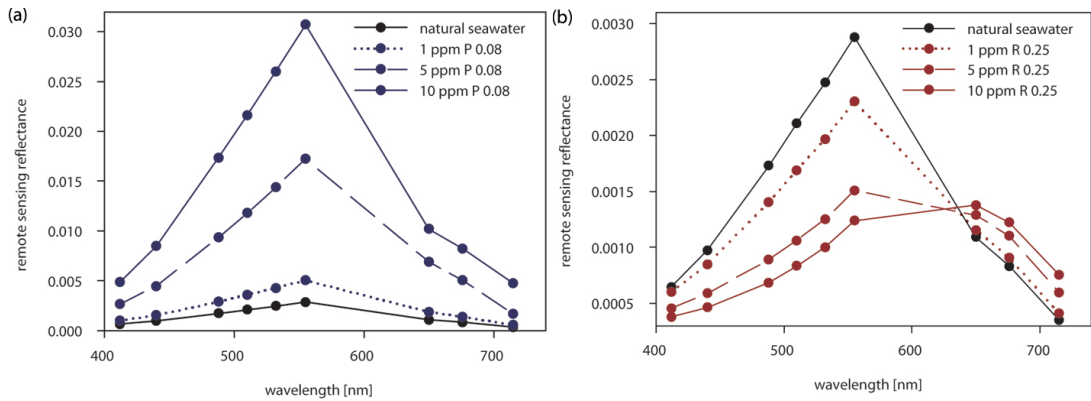 (a)
natural seawater
1 ppm P 0.08
5 ppm P 0.08
10 ppm P 0.08
0.030
0.025
0.020
0.015
0.010
0.005
0.000
remote sensing reflectance
400
500
600
700
wavelength [nm]
(b)
natural seawater
1 ppm R 0.25
5 ppm R 0.25
10 ppm R 0.25
0.0030
0.0025
0.0020
0.0015
0.0010
0.0005
remote sensing reflectance
400
500
600
700
wavelength [nm]